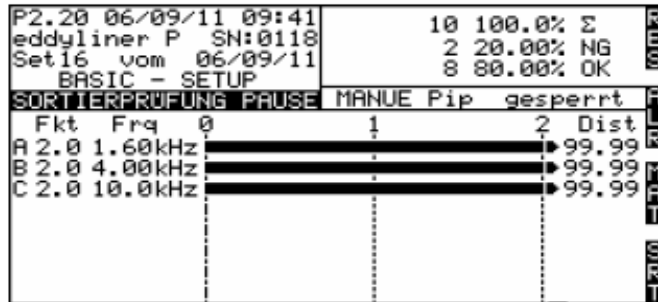 P2.20 06/09/11 09:41
eddyliner P SN:0118
Set16 vom 06/09/11
BASIC - SETUP
10 100.0% Σ
2 20.00% NG
8 80.00% OK
RES
SORTIERPRÜFUNG PAUSE MANUE Pip gesperrt
ALR
Fkt Frq 0 1 2 Dist
A 2.0 1.60kHz 99.99
B 2.0 4.00kHz 99.99
C 2.0 10.0kHz 99.99
MAT
SRT